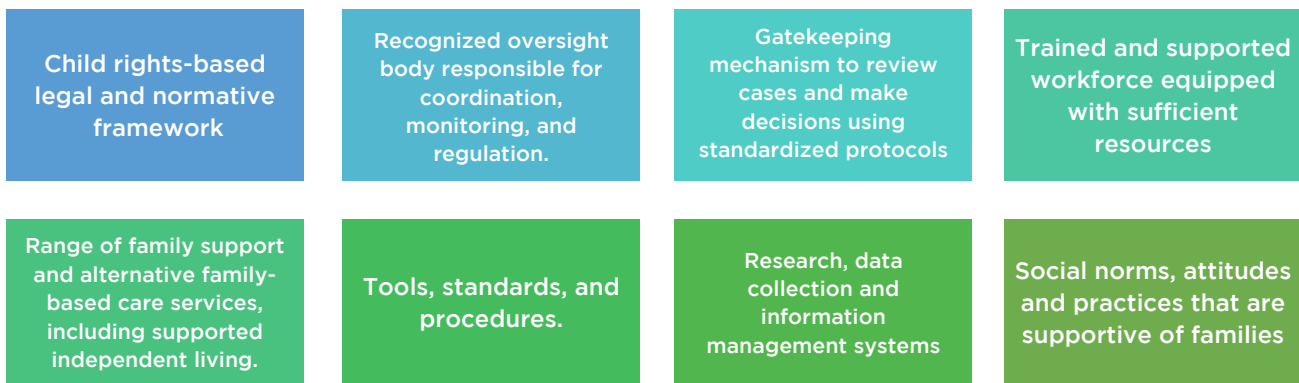 Child rights-based
legal and normative
framework
Recognized oversight
body responsible for
coordination,
monitoring, and
regulation.
Gatekeeping
mechanism to review
cases and make
decisions using
standardized protocols
Trained and supported
workforce equipped
with sufficient
resources
Range of family support
and alternative family-
based care services,
including supported
independent living.
Tools, standards, and
procedures.
Research, data
collection and
information
management systems
Social norms, attitudes
and practices that are
supportive of families